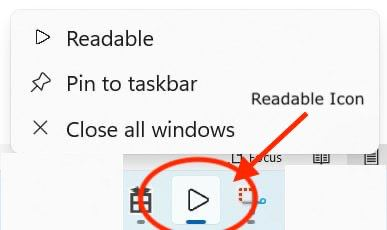 Readable
Pin to taskbar
Readable Icon
Close all windows
Focus